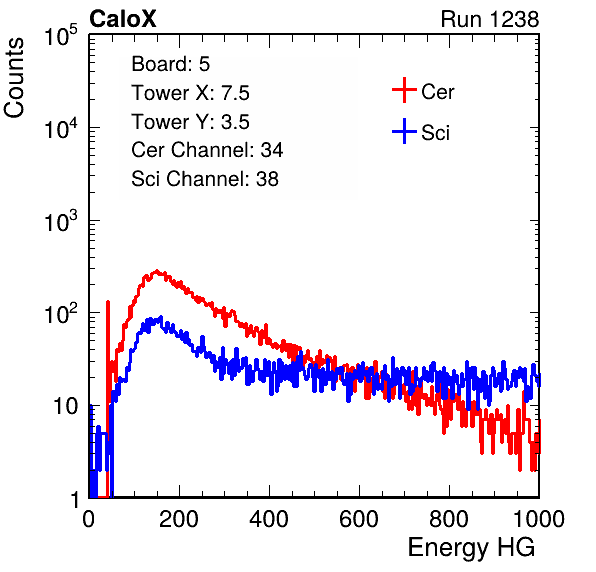 CaloX Run 1238
Counts
10^5
10^4
10^3
10^2
10
1
Board: 5
Tower X: 7.5
Tower Y: 3.5
Cer Channel: 34
Sci Channel: 38
Cer
Sci
0 200 400 600 800 1000
Energy HG